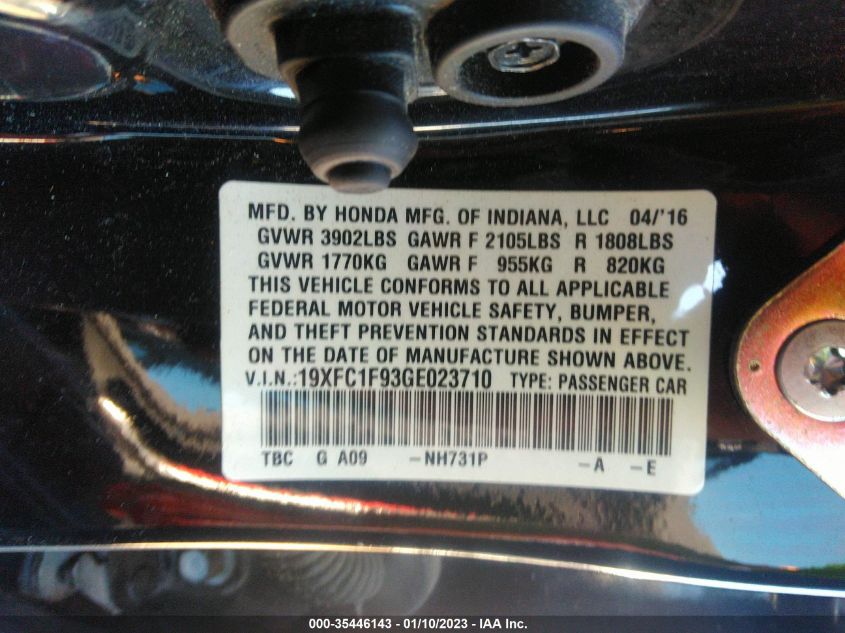 MFD. BY HONDA MFG. OF INDIANA, LLC 04/'16
GVWR 3902LBS GAWR F 2105LBS R 1808LBS
GVWR 1770KG GAWR F 955KG R 820KG
THIS VEHICLE CONFORMS TO ALL APPLICABLE
FEDERAL MOTOR VEHICLE SAFETY, BUMPER,
AND THEFT PREVENTION STANDARDS IN EFFECT
ON THE DATE OF MANUFACTURE SHOWN ABOVE.
V.I.N.:19XFC1F93GE023710 TYPE: PASSENGER CAR
TBC G A09 -NH731P -A -E
000-35446143 - 01/10/2023 - IAA Inc.